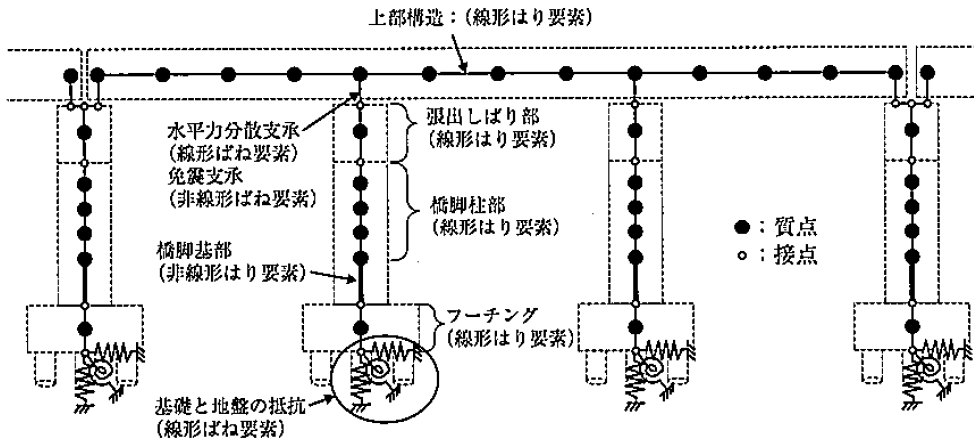 上部構造：(線形はり要素)
水平力分散支承
(線形ばね要素)
免震支承
(非線形ばね要素)
張出しばり部
(線形はり要素)
橋脚柱部
(線形はり要素)
●：質点
○：接点
橋脚基部
(非線形はり要素)
フーチング
(線形はり要素)
基礎と地盤の抵抗
(線形ばね要素)